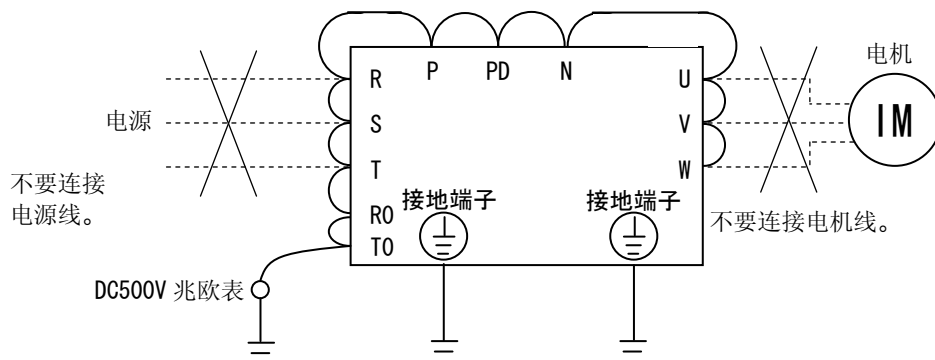 电机
R P PD N U
IM
电源 S V
T W
不要连接
电源线。
接地端子 接地端子
不要连接电机线。
R0
T0
DC500V 兆欧表